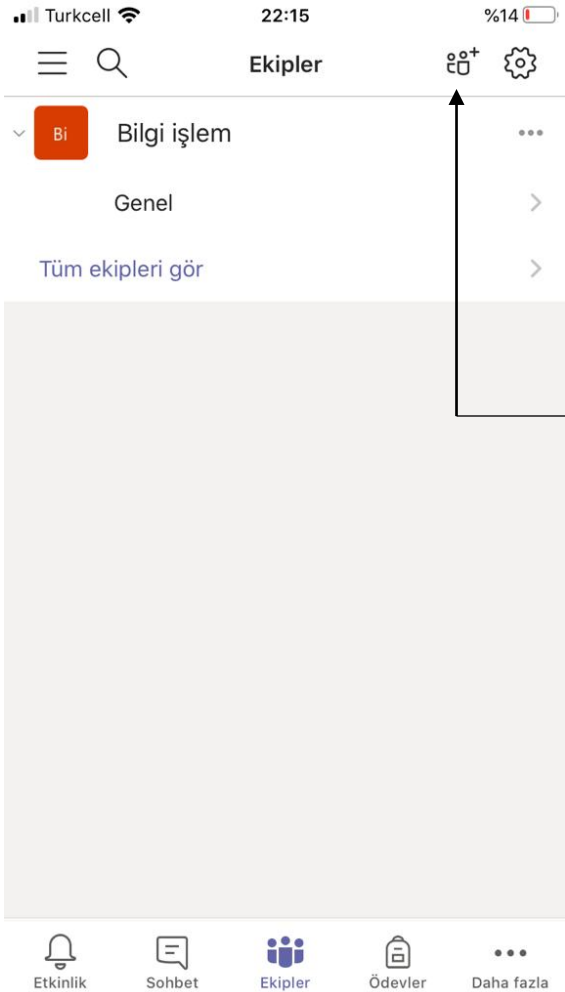 Turkcell 22:15 %14
Ekipler
Bi Bilgi işlem
Genel
Tüm ekipleri gör
Etkinlik Sohbet Ekipler Ödevler Daha fazla